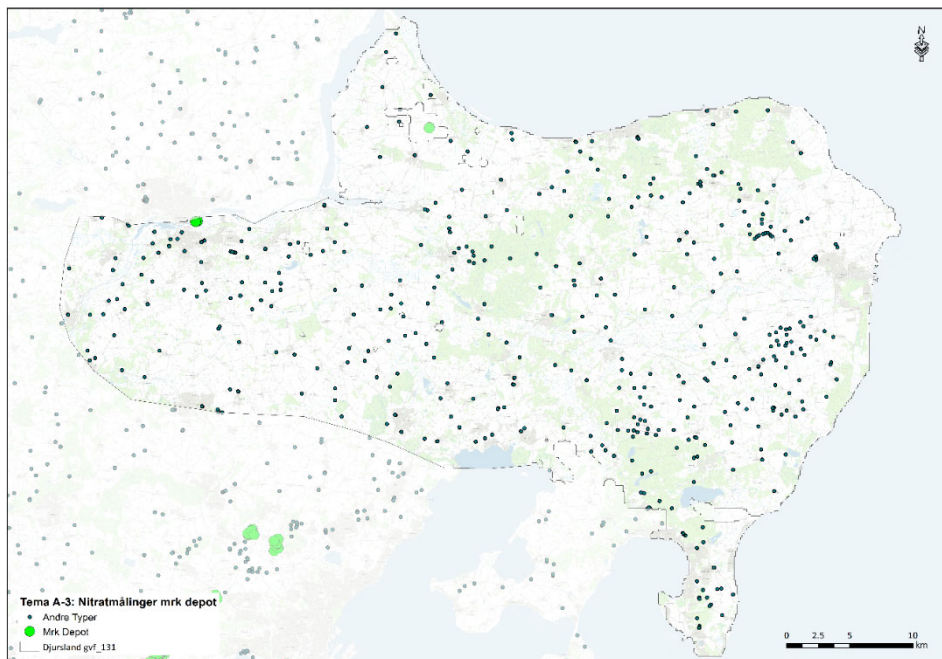 N
Tema A-3: Nitratmålinger mrk depot
Andre Typer
Mrk Depot
Djursland gvf_131
0 2.5 5 10
km